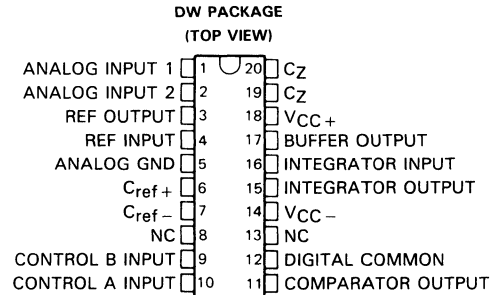 DW PACKAGE
(TOP VIEW)
ANALOG INPUT 1 1 20 CZ
ANALOG INPUT 2 2 19 CZ
REF OUTPUT 3 18 VCC+
REF INPUT 4 17 BUFFER OUTPUT
ANALOG GND 5 16 INTEGRATOR INPUT
Cref+ 6 15 INTEGRATOR OUTPUT
Cref− 7 14 VCC−
NC 8 13 NC
CONTROL B INPUT 9 12 DIGITAL COMMON
CONTROL A INPUT 10 11 COMPARATOR OUTPUT